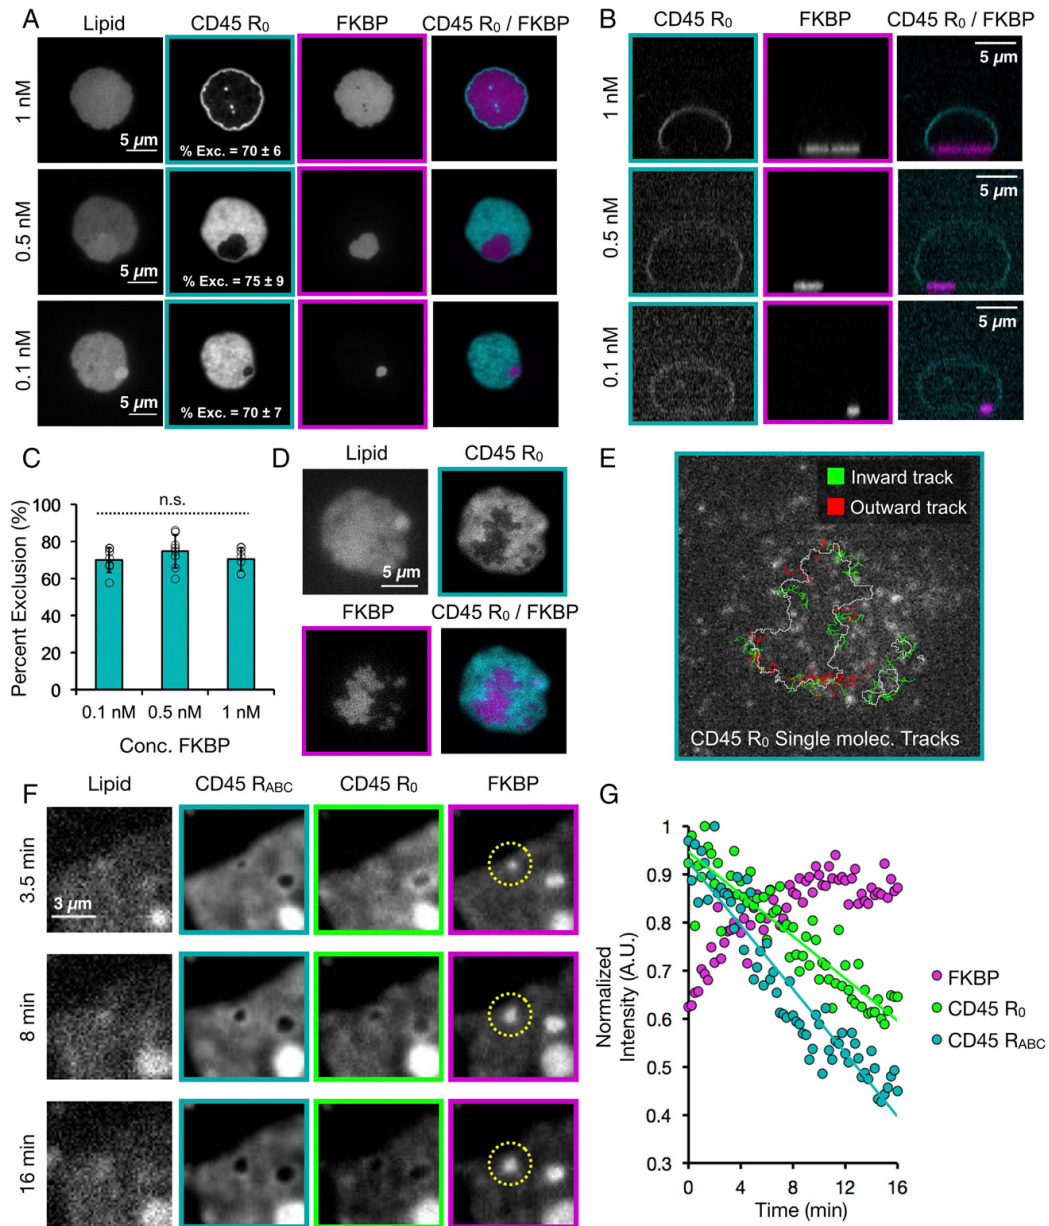 A
Lipid
CD45 R₀
FKBP
CD45 R₀ / FKBP
1 nM
5 µm
% Exc. = 70 ± 6
0.5 nM
5 µm
% Exc. = 75 ± 9
0.1 nM
5 µm
% Exc. = 70 ± 7
B
CD45 R₀
FKBP
CD45 R₀ / FKBP
1 nM
5 µm
0.5 nM
5 µm
0.1 nM
5 µm
C
n.s.
Percent Exclusion (%)
100
80
60
40
20
0
0.1 nM
0.5 nM
1 nM
Conc. FKBP
D
Lipid
CD45 R₀
5 µm
FKBP
CD45 R₀ / FKBP
E
Inward track
Outward track
CD45 R₀ Single molec. Tracks
F
Lipid
CD45 RABC
CD45 R₀
FKBP
3.5 min
3 µm
8 min
16 min
G
Normalized
Intensity (A.U.)
1
0.9
0.8
0.7
0.6
0.5
0.4
0.3
0
4
8
12
16
Time (min)
FKBP
CD45 R₀
CD45 RABC